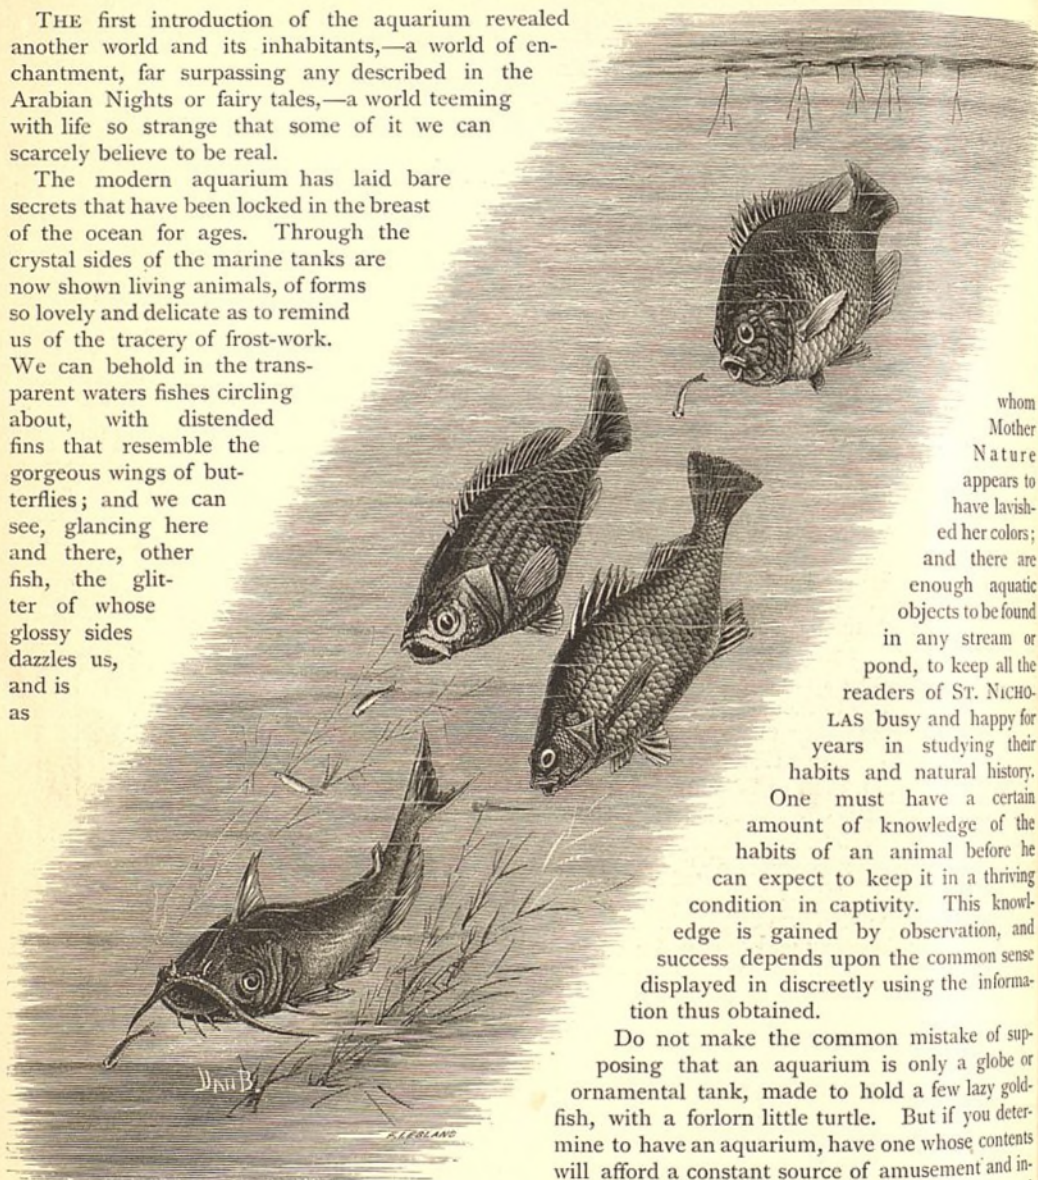 THE first introduction of the aquarium revealed
another world and its inhabitants,—a world of en-
chantment, far surpassing any described in the
Arabian Nights or fairy tales,—a world teeming
with life so strange that some of it we can
scarcely believe to be real.
The modern aquarium has laid bare
secrets that have been locked in the breast
of the ocean for ages. Through the
crystal sides of the marine tanks are
now shown living animals, of forms
so lovely and delicate as to remind
us of the tracery of frost-work.
We can behold in the trans-
parent waters fishes circling
about, with distended
fins that resemble the
gorgeous wings of but-
terflies; and we can
see, glancing here
and there, other
fish, the glit-
ter of whose
glossy sides
dazzles us,
and is
as
whom
Mother
Nature
appears to
have lavish-
ed her colors;
and there are
enough aquatic
objects to be found
in any stream or
pond, to keep all the
readers of ST. NICHO-
LAS busy and happy for
years in studying their
habits and natural history.
One must have a certain
amount of knowledge of the
habits of an animal before he
can expect to keep it in a thriving
condition in captivity. This knowl-
edge is gained by observation, and
success depends upon the common sense
displayed in discreetly using the informa-
tion thus obtained.
Do not make the common mistake of sup-
posing that an aquarium is only a globe or
ornamental tank, made to hold a few lazy gold-
fish, with a forlorn little turtle. But if you deter-
mine to have an aquarium, have one whose contents
will afford a constant source of amusement and in-
Dan B.